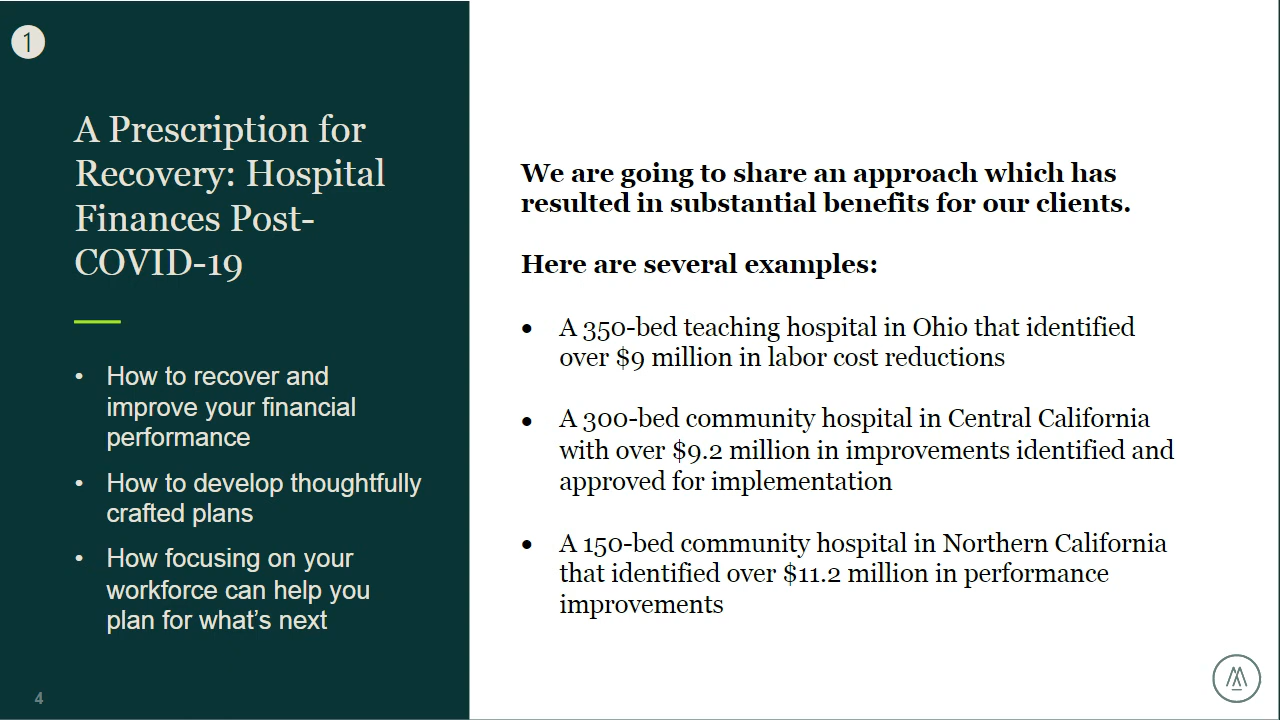 1
A Prescription for
Recovery: Hospital
Finances Post-
COVID-19
• How to recover and
improve your financial
performance
• How to develop thoughtfully
crafted plans
• How focusing on your
workforce can help you
plan for what’s next
4
We are going to share an approach which has
resulted in substantial benefits for our clients.
Here are several examples:
• A 350-bed teaching hospital in Ohio that identified
over $9 million in labor cost reductions
• A 300-bed community hospital in Central California
with over $9.2 million in improvements identified and
approved for implementation
• A 150-bed community hospital in Northern California
that identified over $11.2 million in performance
improvements